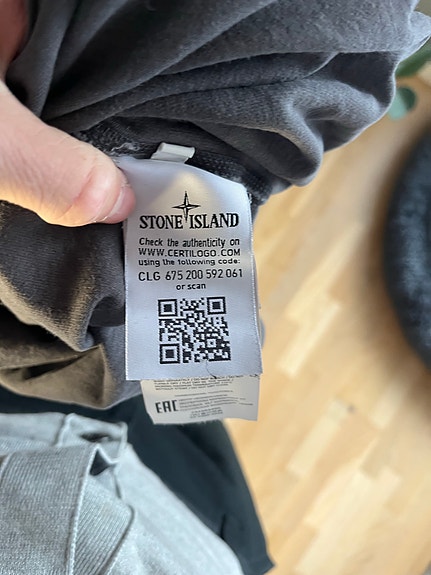 STONE ISLAND
Check the authenticity on
WWW.CERTILOGO.COM
using the following code:
CLG 675 200 592 061
or scan
EAC